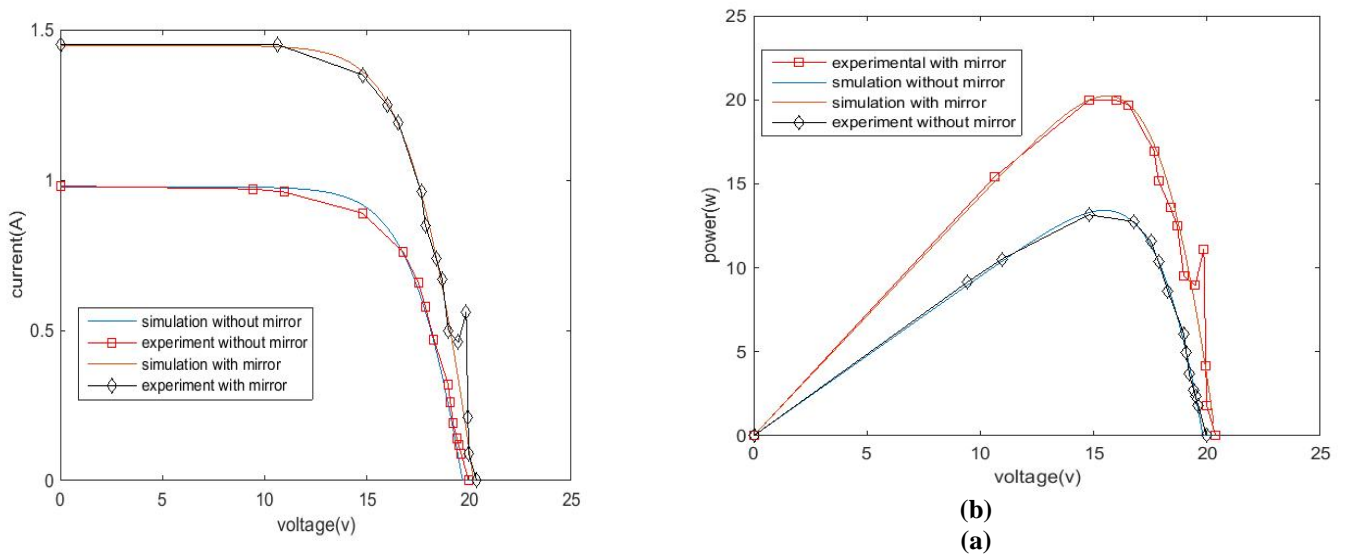 1.5
1
0.5
0
current(A)
simulation without mirror
experiment without mirror
simulation with mirror
experiment with mirror
0
5
10
15
20
25
voltage(v)
25
20
15
10
5
0
power(w)
experimental with mirror
smulation without mirror
simulation with mirror
experiment without mirror
0
5
10
15
20
25
voltage(v)
(b)
(a)